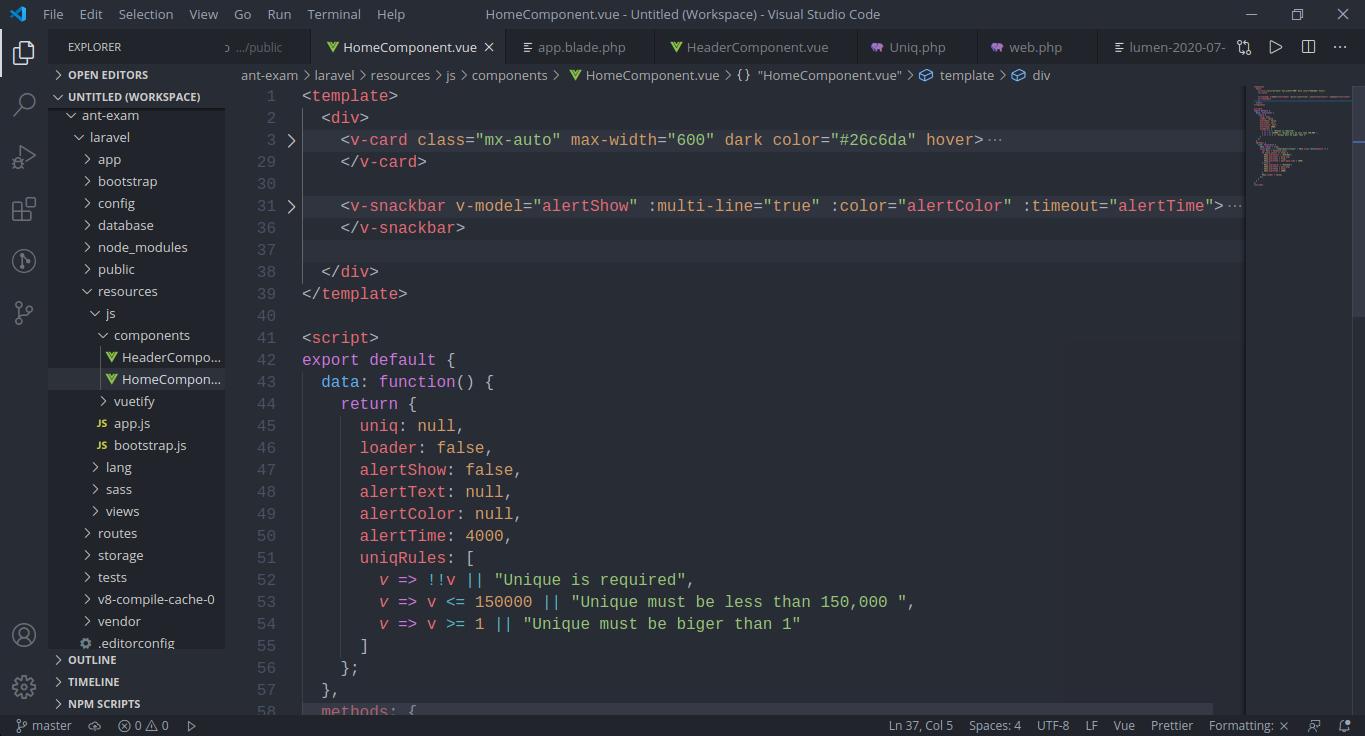 File Edit Selection View Go Run Terminal Help
HomeComponent.vue - Untitled (Workspace) - Visual Studio Code
EXPLORER
.../public
HomeComponent.vue
app.blade.php
HeaderComponent.vue
Uniq.php
web.php
lumen-2020-07-
OPEN EDITORS
UNTITLED (WORKSPACE)
ant-exam
laravel
app
bootstrap
config
database
node_modules
public
resources
js
components
HeaderCompo...
HomeCompon...
vuetify
JS app.js
JS bootstrap.js
lang
sass
views
routes
storage
tests
v8-compile-cache-0
vendor
.editorconfig
OUTLINE
TIMELINE
NPM SCRIPTS
ant-exam > laravel > resources > js > components > HomeComponent.vue > {} "HomeComponent.vue" > template > div
1 <template>
2 <div>
3 <v-card class="mx-auto" max-width="600" dark color="#26c6da" hover>···
29 </v-card>
30
31 <v-snackbar v-model="alertShow" :multi-line="true" :color="alertColor" :timeout="alertTime">···
36 </v-snackbar>
37
38 </div>
39 </template>
40
41 <script>
42 export default {
43 data: function() {
44 return {
45 uniq: null,
46 loader: false,
47 alertShow: false,
48 alertText: null,
49 alertColor: null,
50 alertTime: 4000,
51 uniqRules: [
52 v => !!v || "Unique is required",
53 v => v <= 150000 || "Unique must be less than 150,000 ",
54 v => v >= 1 || "Unique must be biger than 1"
55 ]
56 };
57 },
58 methods: {
master
0 0
Ln 37, Col 5 Spaces: 4 UTF-8 LF Vue Prettier Formatting: ×